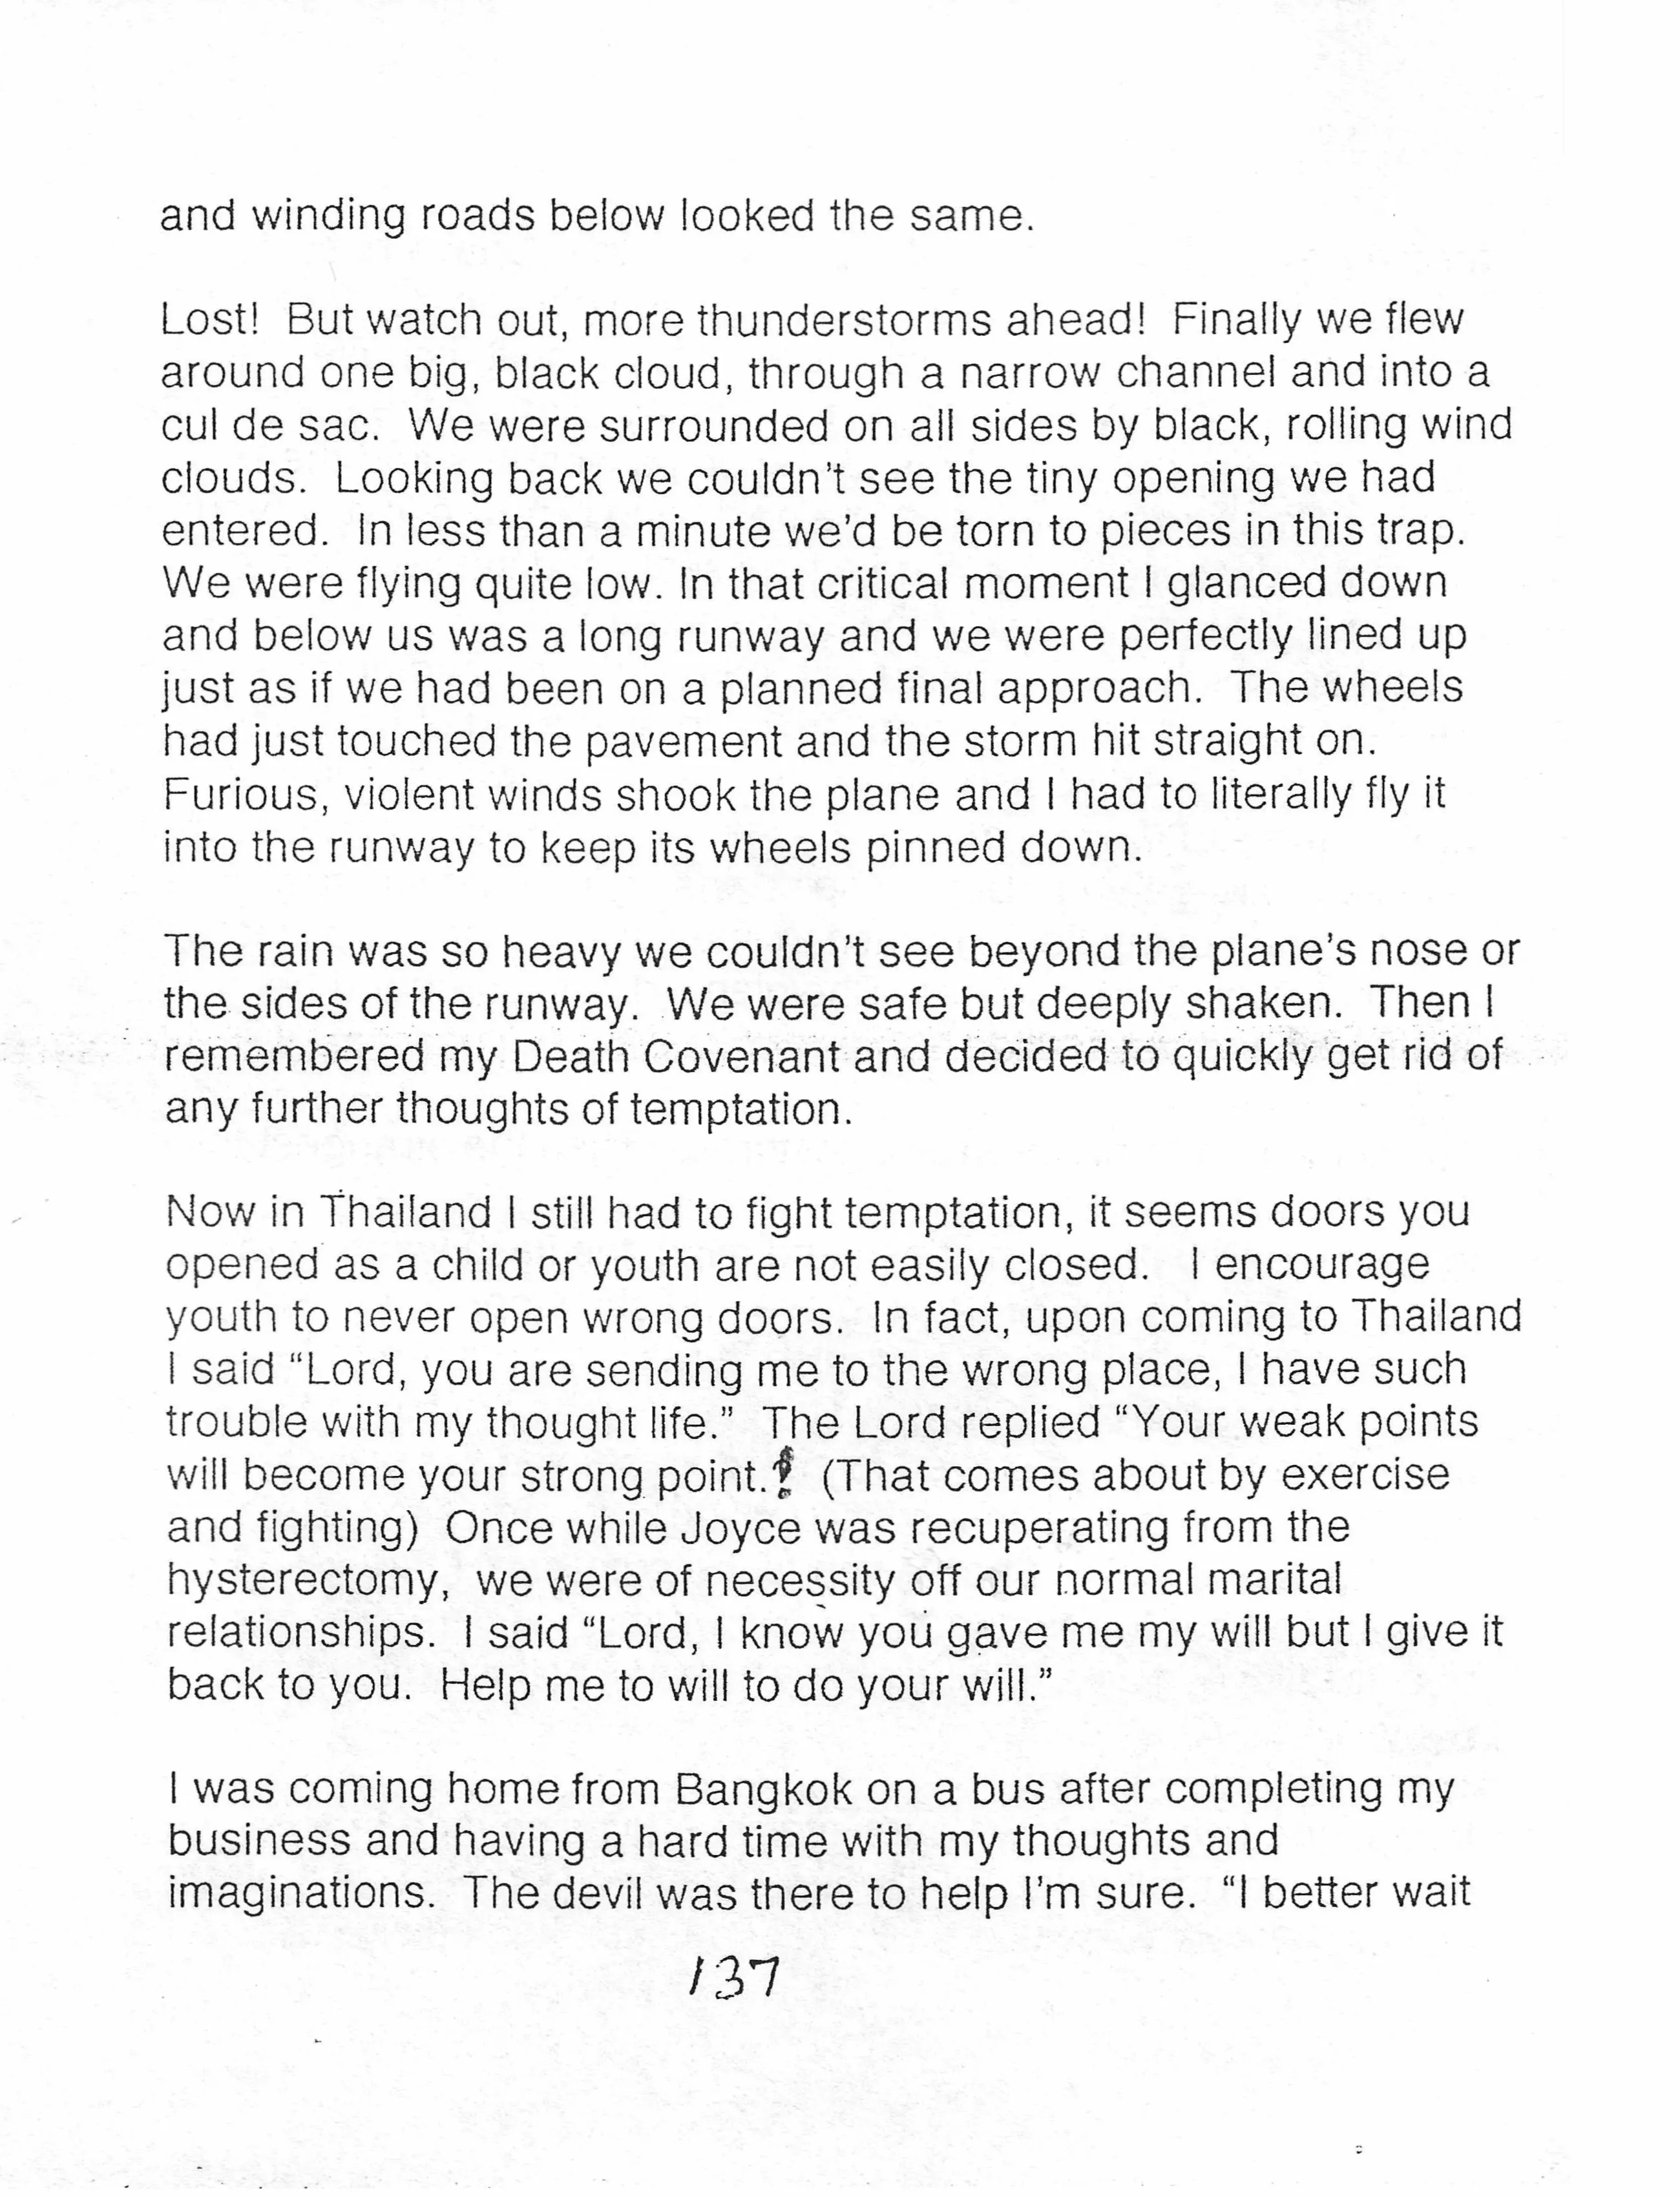 and winding roads below looked the same.
Lost!  But watch out, more thunderstorms ahead!  Finally we flew
around one big, black cloud, through a narrow channel and into a
cul de sac.  We were surrounded on all sides by black, rolling wind
clouds.  Looking back we couldn't see the tiny opening we had
entered.  In less than a minute we'd be torn to pieces in this trap.
We were flying quite low. In that critical moment I glanced down
and below us was a long runway and we were perfectly lined up
just as if we had been on a planned final approach.  The wheels
had just touched the pavement and the storm hit straight on.
Furious, violent winds shook the plane and I had to literally fly it
into the runway to keep its wheels pinned down.
The rain was so heavy we couldn't see beyond the plane's nose or
the sides of the runway.  We were safe but deeply shaken.  Then I
remembered my Death Covenant and decided to quickly get rid of
any further thoughts of temptation.
Now in Thailand I still had to fight temptation, it seems doors you
opened as a child or youth are not easily closed.   I encourage
youth to never open wrong doors.  In fact, upon coming to Thailand
I said “Lord, you are sending me to the wrong place, I have such
trouble with my thought life.”  The Lord replied “Your weak points
will become your strong point.!  (That comes about by exercise
and fighting)  Once while Joyce was recuperating from the
hysterectomy,  we were of necessity off our normal marital
relationships.  I said “Lord, I know you gave me my will but I give it
back to you.  Help me to will to do your will.”
I was coming home from Bangkok on a bus after completing my
business and having a hard time with my thoughts and
imaginations.  The devil was there to help I'm sure.  “I better wait
137